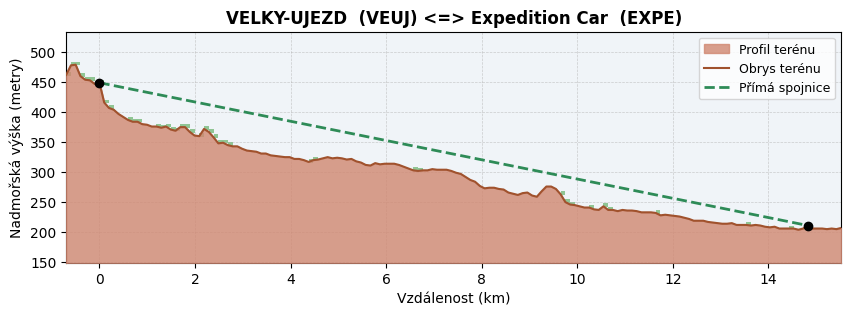 VELKY-UJEZD (VEUJ) <=> Expedition Car (EXPE)
Profil terénu
Obrys terénu
Přímá spojnice
Nadmořská výška (metry)
500
450
400
350
300
250
200
150
0 2 4 6 8 10 12 14
Vzdálenost (km)